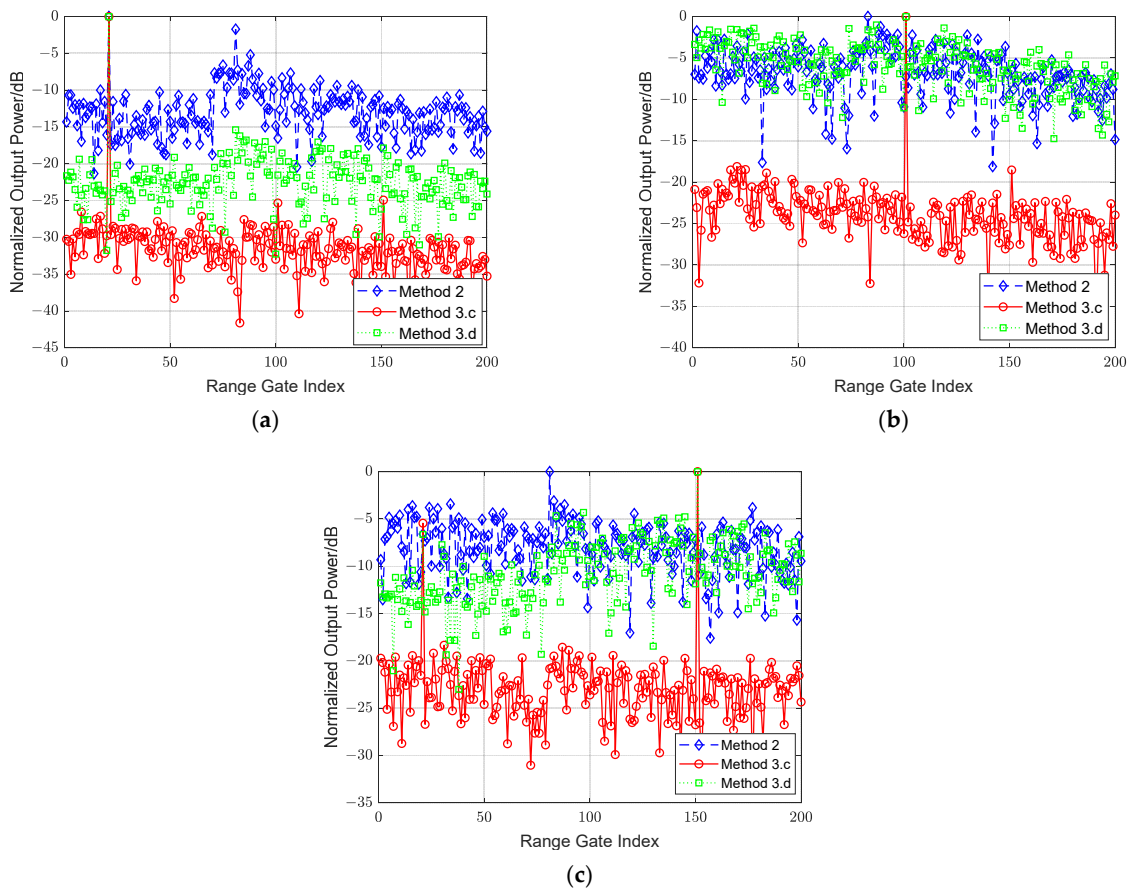 Normalized Output Power/dB
0
−5
−10
−15
−20
−25
−30
−35
−40
−45
0 50 100 150 200
Range Gate Index
Method 2
Method 3.c
Method 3.d
(a)
Normalized Output Power/dB
0
−5
−10
−15
−20
−25
−30
−35
−40
0 50 100 150 200
Range Gate Index
Method 2
Method 3.c
Method 3.d
(b)
Normalized Output Power/dB
0
−5
−10
−15
−20
−25
−30
−35
0 50 100 150 200
Range Gate Index
Method 2
Method 3.c
Method 3.d
(c)